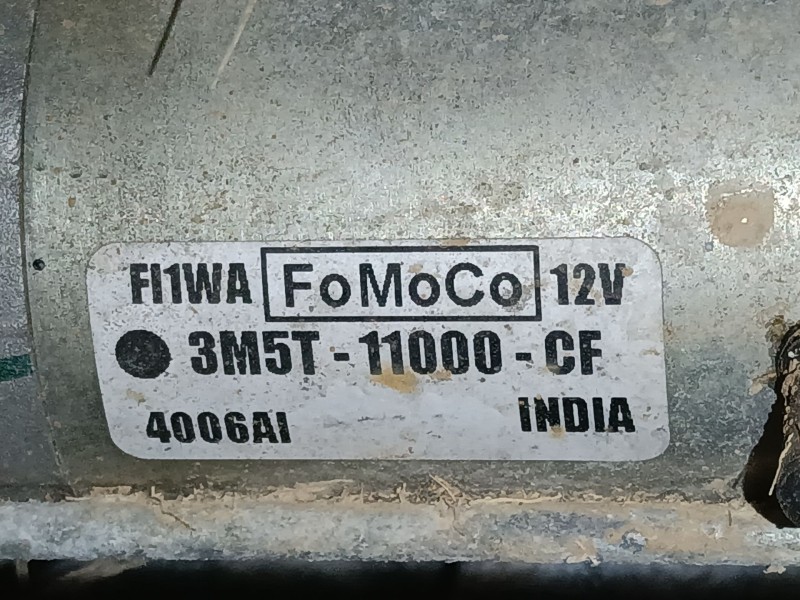 FI1WA FoMoCo 12V
3M5T - 11000 - CF
4006AI INDIA